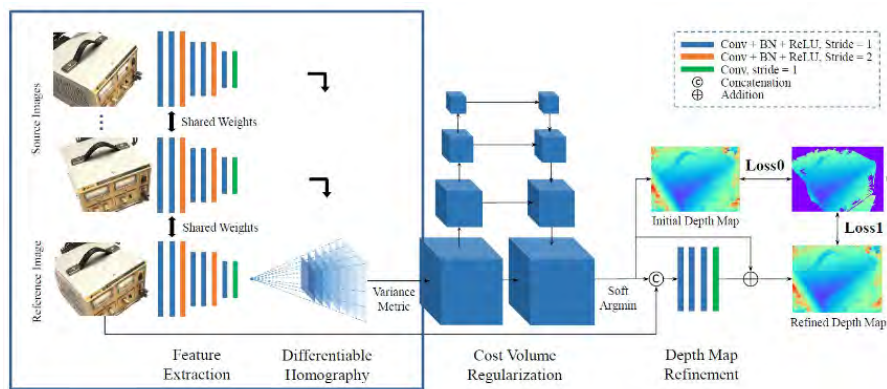 Source Images
Reference Image
Shared Weights
Shared Weights
Feature
Extraction
Differentiable
Homography
Variance
Metric
Cost Volume
Regularization
Soft
Argmin
Conv + BN + ReLU, Stride = 1
Conv + BN + ReLU, Stride = 2
Conv, stride = 1
C Concatenation
Addition
Initial Depth Map
Loss0
Loss1
C
Refined Depth Map
Depth Map
Refinement